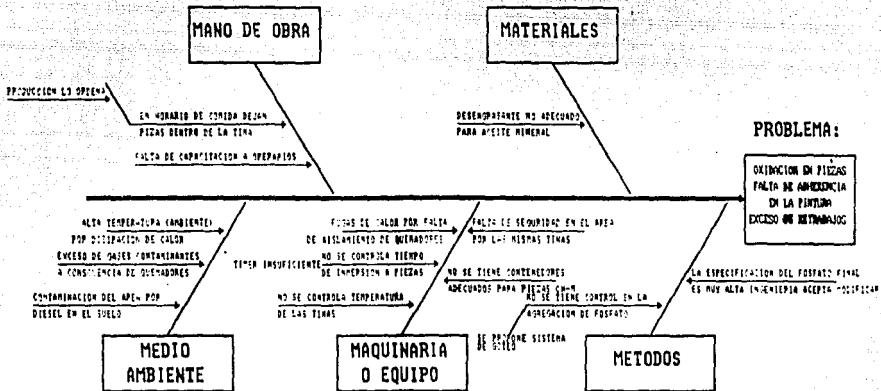 MANO DE OBRA
MATERIALES
PRODUCCION LO ORDENA
EN HORARIO DE COMIDA DEJAN
PIZAS DENTRO DE LA TINA
FALTA DE CAPACITACION A OPERARIOS
DESENGRASANTE NO ADECUADO
PARA ACEITE MINERAL
PROBLEMA:
OXIDACION EN PIEZAS
FALTA DE ADHERENCIA
EN LA PINTURA
EXCESO DE RETRABAJOS
ALTA TEMPERATURA (AMBIENTE)
POR DISIPACION DE CALOR
EXCESO DE GASES CONTAMINANTES
A CONSECUENCIA DE QUEMADORES
CONTAMINACION DEL AREA POR
DIESEL EN EL SUELO
FUGAS DE CALOR POR FALTA
DE AISLAMIENTO DE QUEMADORES
TIMER INSUFICIENTE
NO SE CONTROLA TIEMPO
DE INMERSION A PIEZAS
NO SE CONTROLA TEMPERATURA
DE LAS TINAS
FALTA DE SEGURIDAD EN EL AREA
POR LAS MISMAS TINAS
NO SE TIENE CONTENEDORES
ADECUADOS PARA PIEZAS
NO SE TIENE CONTROL EN LA
AGREGACION DE FOSFATO
SE PROPONE SISTEMA
DE GOTEO
LA ESPECIFICACION DEL FOSFATO FINAL
ES MUY ALTA INGENIERIA ACEPTA MODIFICAR
MEDIO
AMBIENTE
MAQUINARIA
O EQUIPO
METODOS